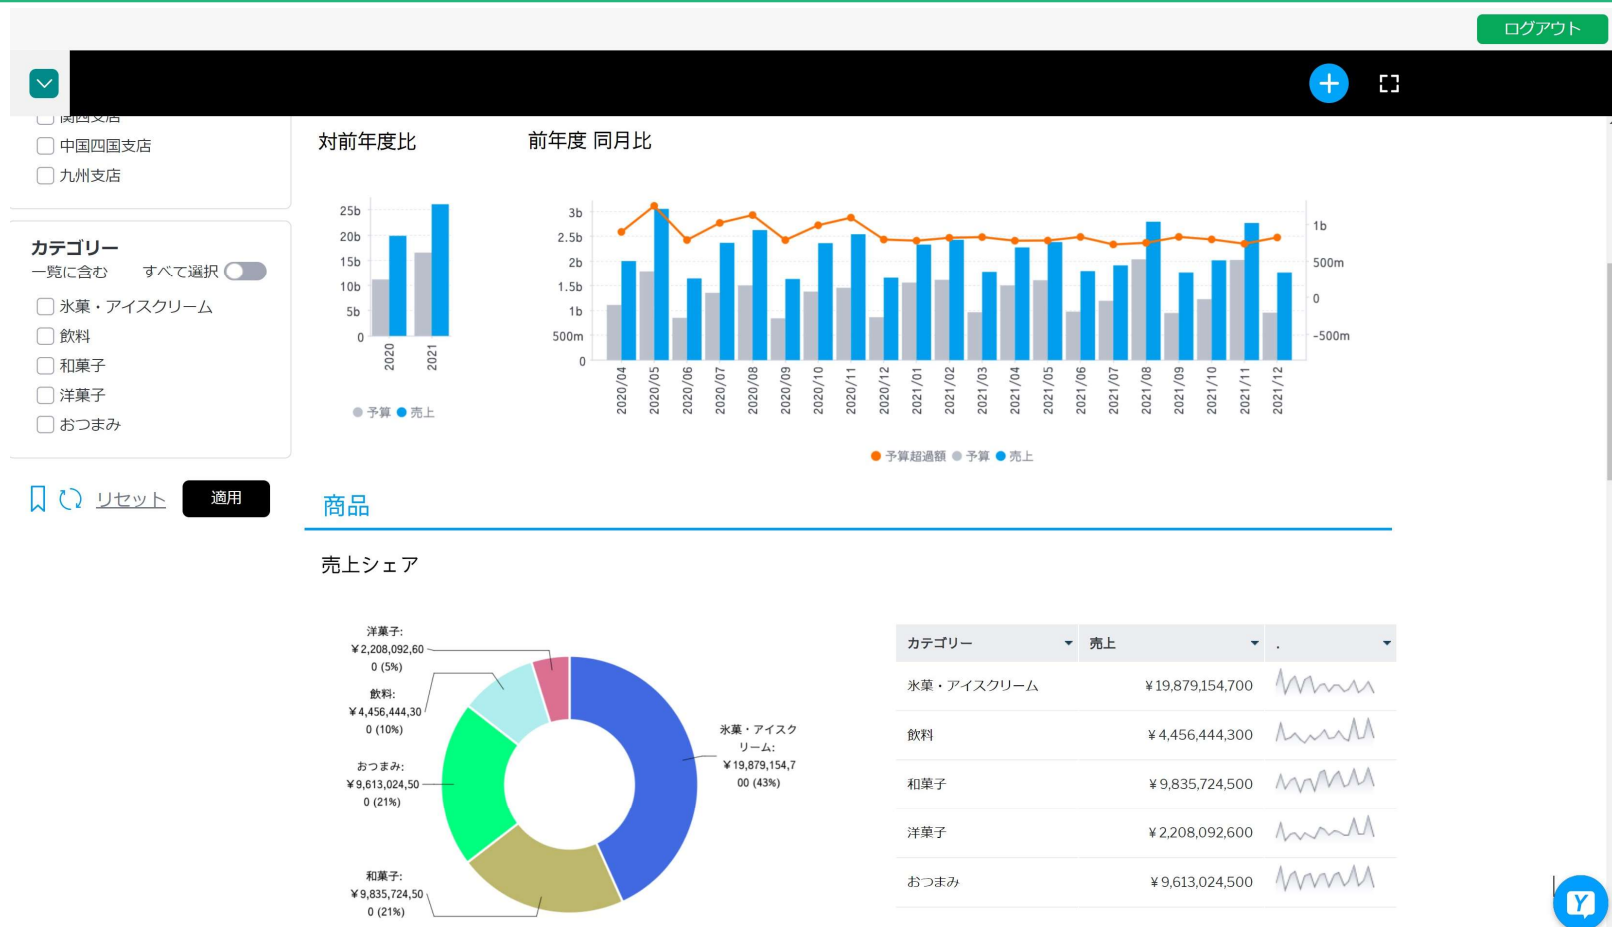 ログアウト
関西支店
中国四国支店
九州支店
カテゴリー
一覧に含む すべて選択
氷菓・アイスクリーム
飲料
和菓子
洋菓子
おつまみ
リセット 適用
対前年度比
25b
20b
15b
10b
5b
0
2020
2021
予算 売上
前年度 同月比
3b
2.5b
2b
1.5b
1b
500m
0
1b
500m
0
-500m
2020/04
2020/05
2020/06
2020/07
2020/08
2020/09
2020/10
2020/11
2020/12
2021/01
2021/02
2021/03
2021/04
2021/05
2021/06
2021/07
2021/08
2021/09
2021/10
2021/11
2021/12
予算超過額 予算 売上
商品
売上シェア
洋菓子:
¥2,208,092,60
0 (5%)
飲料:
¥4,456,444,30
0 (10%)
おつまみ:
¥9,613,024,50
0 (21%)
和菓子:
¥9,835,724,50
0 (21%)
氷菓・アイスク
リーム:
¥19,879,154,7
00 (43%)
カテゴリー 売上 .
氷菓・アイスクリーム ¥19,879,154,700
飲料 ¥4,456,444,300
和菓子 ¥9,835,724,500
洋菓子 ¥2,208,092,600
おつまみ ¥9,613,024,500
Y